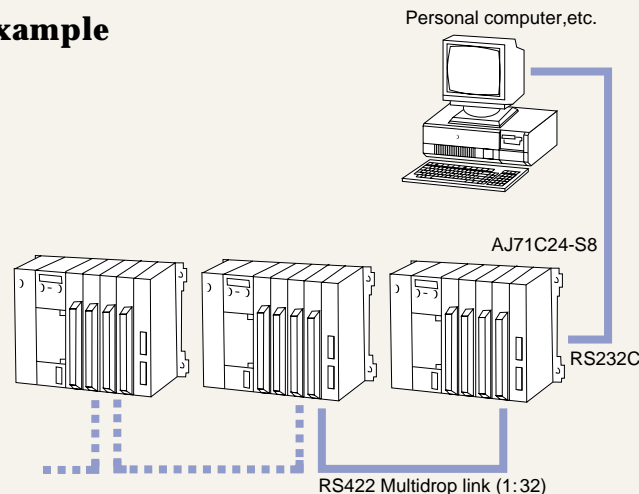 xample
Personal computer,etc.
AJ71C24-S8
RS232C
RS422 Multidrop link (1:32)